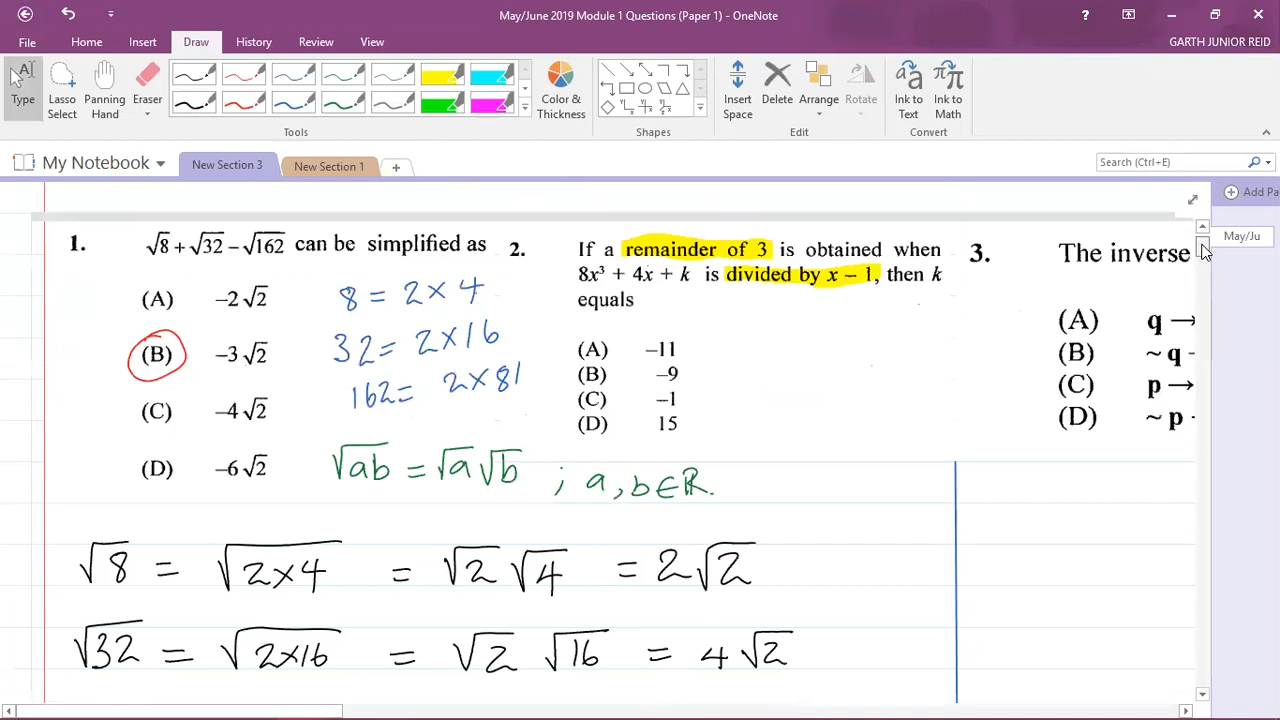 May/June 2019 Module 1 Questions (Paper 1) - OneNote
File Home Insert Draw History Review View GARTH JUNIOR REID
Type
Lasso Select
Panning Hand
Eraser
Color & Thickness
Insert Space
Delete
Arrange
Rotate
Ink to Text
Ink to Math
Tools Shapes Edit Convert
My Notebook New Section 3 New Section 1 + Search (Ctrl+E)
Add Pa
May/Ju
1. √8 + √32 – √162 can be simplified as
(A) –2√2
(B) –3√2
(C) –4√2
(D) –6√2
8 = 2 × 4
32 = 2 × 16
162 = 2 × 81
√ab = √a √b ; a, b ∈ ℝ.
2. If a remainder of 3 is obtained when
8x³ + 4x + k is divided by x – 1, then k
equals
(A) –11
(B) –9
(C) –1
(D) 15
3. The inverse
(A) q →
(B) ~ q -
(C) p →
(D) ~ p -
√8 = √2×4 = √2 √4 = 2√2
√32 = √2×16 = √2 √16 = 4√2